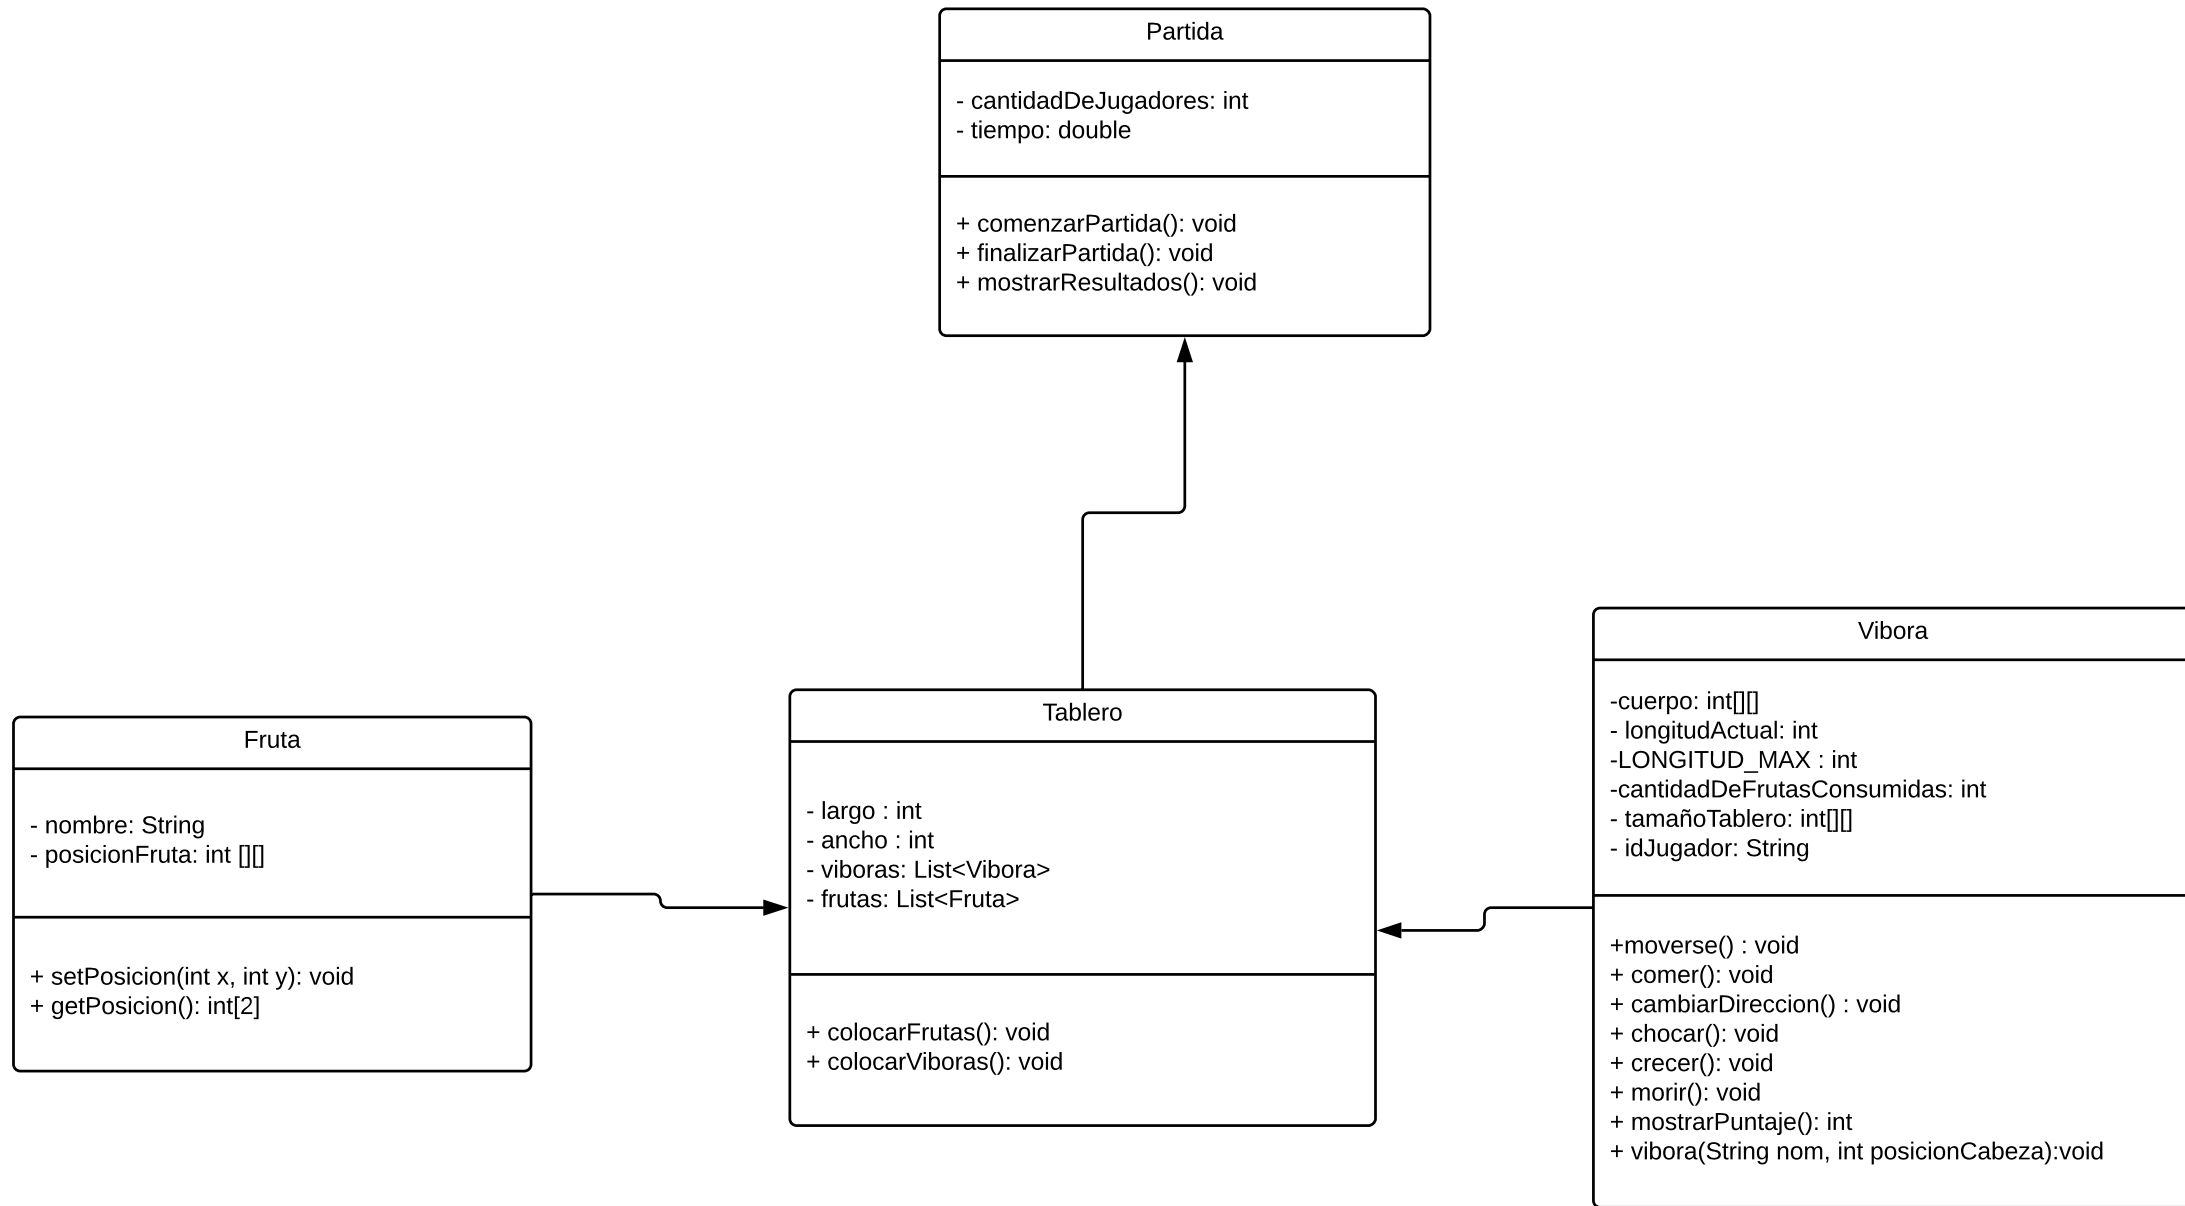 Partida
- cantidadDeJugadores: int
- tiempo: double
+ comenzarPartida(): void
+ finalizarPartida(): void
+ mostrarResultados(): void
Fruta
- nombre: String
- posicionFruta: int [][]
+ setPosicion(int x, int y): void
+ getPosicion(): int[2]
Tablero
- largo : int
- ancho : int
- viboras: List<Vibora>
- frutas: List<Fruta>
+ colocarFrutas(): void
+ colocarViboras(): void
Vibora
-cuerpo: int[][]
- longitudActual: int
-LONGITUD_MAX : int
-cantidadDeFrutasConsumidas: int
- tamañoTablero: int[][]
- idJugador: String
+moverse() : void
+ comer(): void
+ cambiarDireccion() : void
+ chocar(): void
+ crecer(): void
+ morir(): void
+ mostrarPuntaje(): int
+ vibora(String nom, int posicionCabeza):void